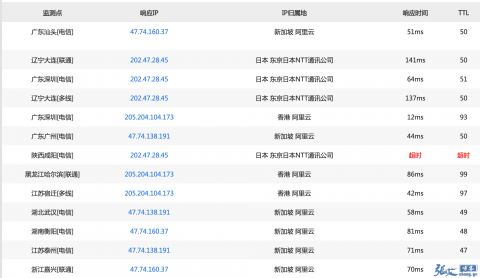 监测点 响应IP IP归属地 响应时间 TTL
广东汕头[电信] 47.74.160.37 新加坡 阿里云 51ms 50
辽宁大连[联通] 202.47.28.45 日本 东京日本NTT通讯公司 141ms 50
广东深圳[电信] 202.47.28.45 日本 东京日本NTT通讯公司 64ms 51
辽宁大连[多线] 202.47.28.45 日本 东京日本NTT通讯公司 137ms 50
广东深圳[电信] 205.204.104.173 香港 阿里云 12ms 93
广东广州[电信] 47.74.138.191 新加坡 阿里云 44ms 50
陕西咸阳[电信] 202.47.28.45 日本 东京日本NTT通讯公司 超时 超时
黑龙江哈尔滨[联通] 205.204.104.173 香港 阿里云 86ms 99
江苏宿迁[多线] 205.204.104.173 香港 阿里云 42ms 97
湖北武汉[电信] 47.74.138.191 新加坡 阿里云 58ms 49
湖南衡阳[电信] 47.74.160.37 新加坡 阿里云 81ms 48
江苏泰州[电信] 47.74.138.191 新加坡 阿里云 71ms 47
浙江嘉兴[联通] 47.74.160.37 新加坡 阿里云 70ms